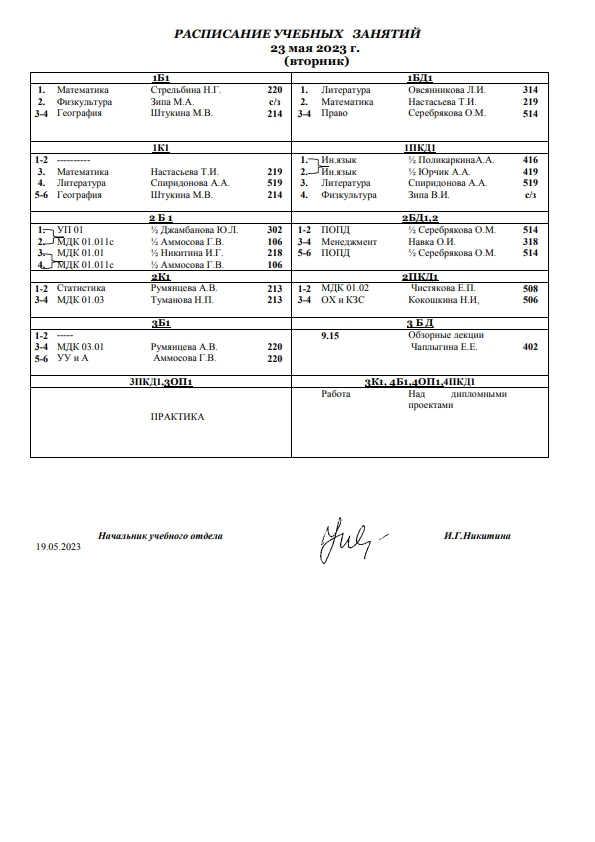 РАСПИСАНИЕ УЧЕБНЫХ ЗАНЯТИЙ
23 мая 2023 г.
(вторник)
1Б1
1. Математика Стрельбина Н.Г. 220
2. Физкультура Зипа М.А. с/з
3-4 География Штукина М.В. 214
1БД1
1. Литература Овсянникова Л.И. 314
2. Математика Настасьева Т.И. 219
3-4 Право Серебрякова О.М. 514
1К1
1-2 ----------
3. Математика Настасьева Т.И. 219
4. Литература Спиридонова А.А. 519
5-6 География Штукина М.В. 214
1ПКД1
1. Ин.язык ½ ПоликаркинаА.А. 416
2. Ин.язык ½ Юрчик А.А. 419
3. Литература Спиридонова А.А. 519
4. Физкультура Зипа В.И. с/з
2 Б 1
1. УП 01 ½ Джамбанова Ю.Л. 302
2. МДК 01.011с ½ Аммосова Г.В. 106
3. МДК 01.01 ½ Никитина И.Г. 218
4. МДК 01.011с ½ Аммосова Г.В. 106
2БД1,2
1-2 ПОПД ½ Серебрякова О.М. 514
3-4 Менеджмент Навка О.И. 318
5-6 ПОПД ½ Серебрякова О.М. 514
2К1
1-2 Статистика Румянцева А.В. 213
3-4 МДК 01.03 Туманова Н.П. 213
2ПКД1
1-2 МДК 01.02 Чистякова Е.П. 508
3-4 ОХ и КЗС Кокошкина Н.И, 506
3Б1
1-2 -----
3-4 МДК 03.01 Румянцева А.В. 220
5-6 УУ и А Аммосова Г.В. 220
3 Б Д
9.15 Обзорные лекции
Чаплыгина Е.Е. 402
3ПКД1,3ОП1
ПРАКТИКА
3К1, 4Б1,4ОП1,4ПКД1
Работа Над дипломными
проектами
Начальник учебного отдела И.Г.Никитина
19.05.2023